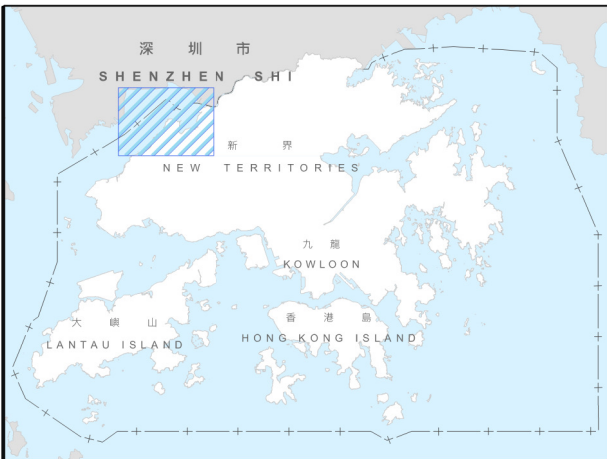 深圳市
SHENZHEN SHI
新界
NEW TERRITORIES
九龍
KOWLOON
大嶼山
LANTAU ISLAND
香港島
HONG KONG ISLAND